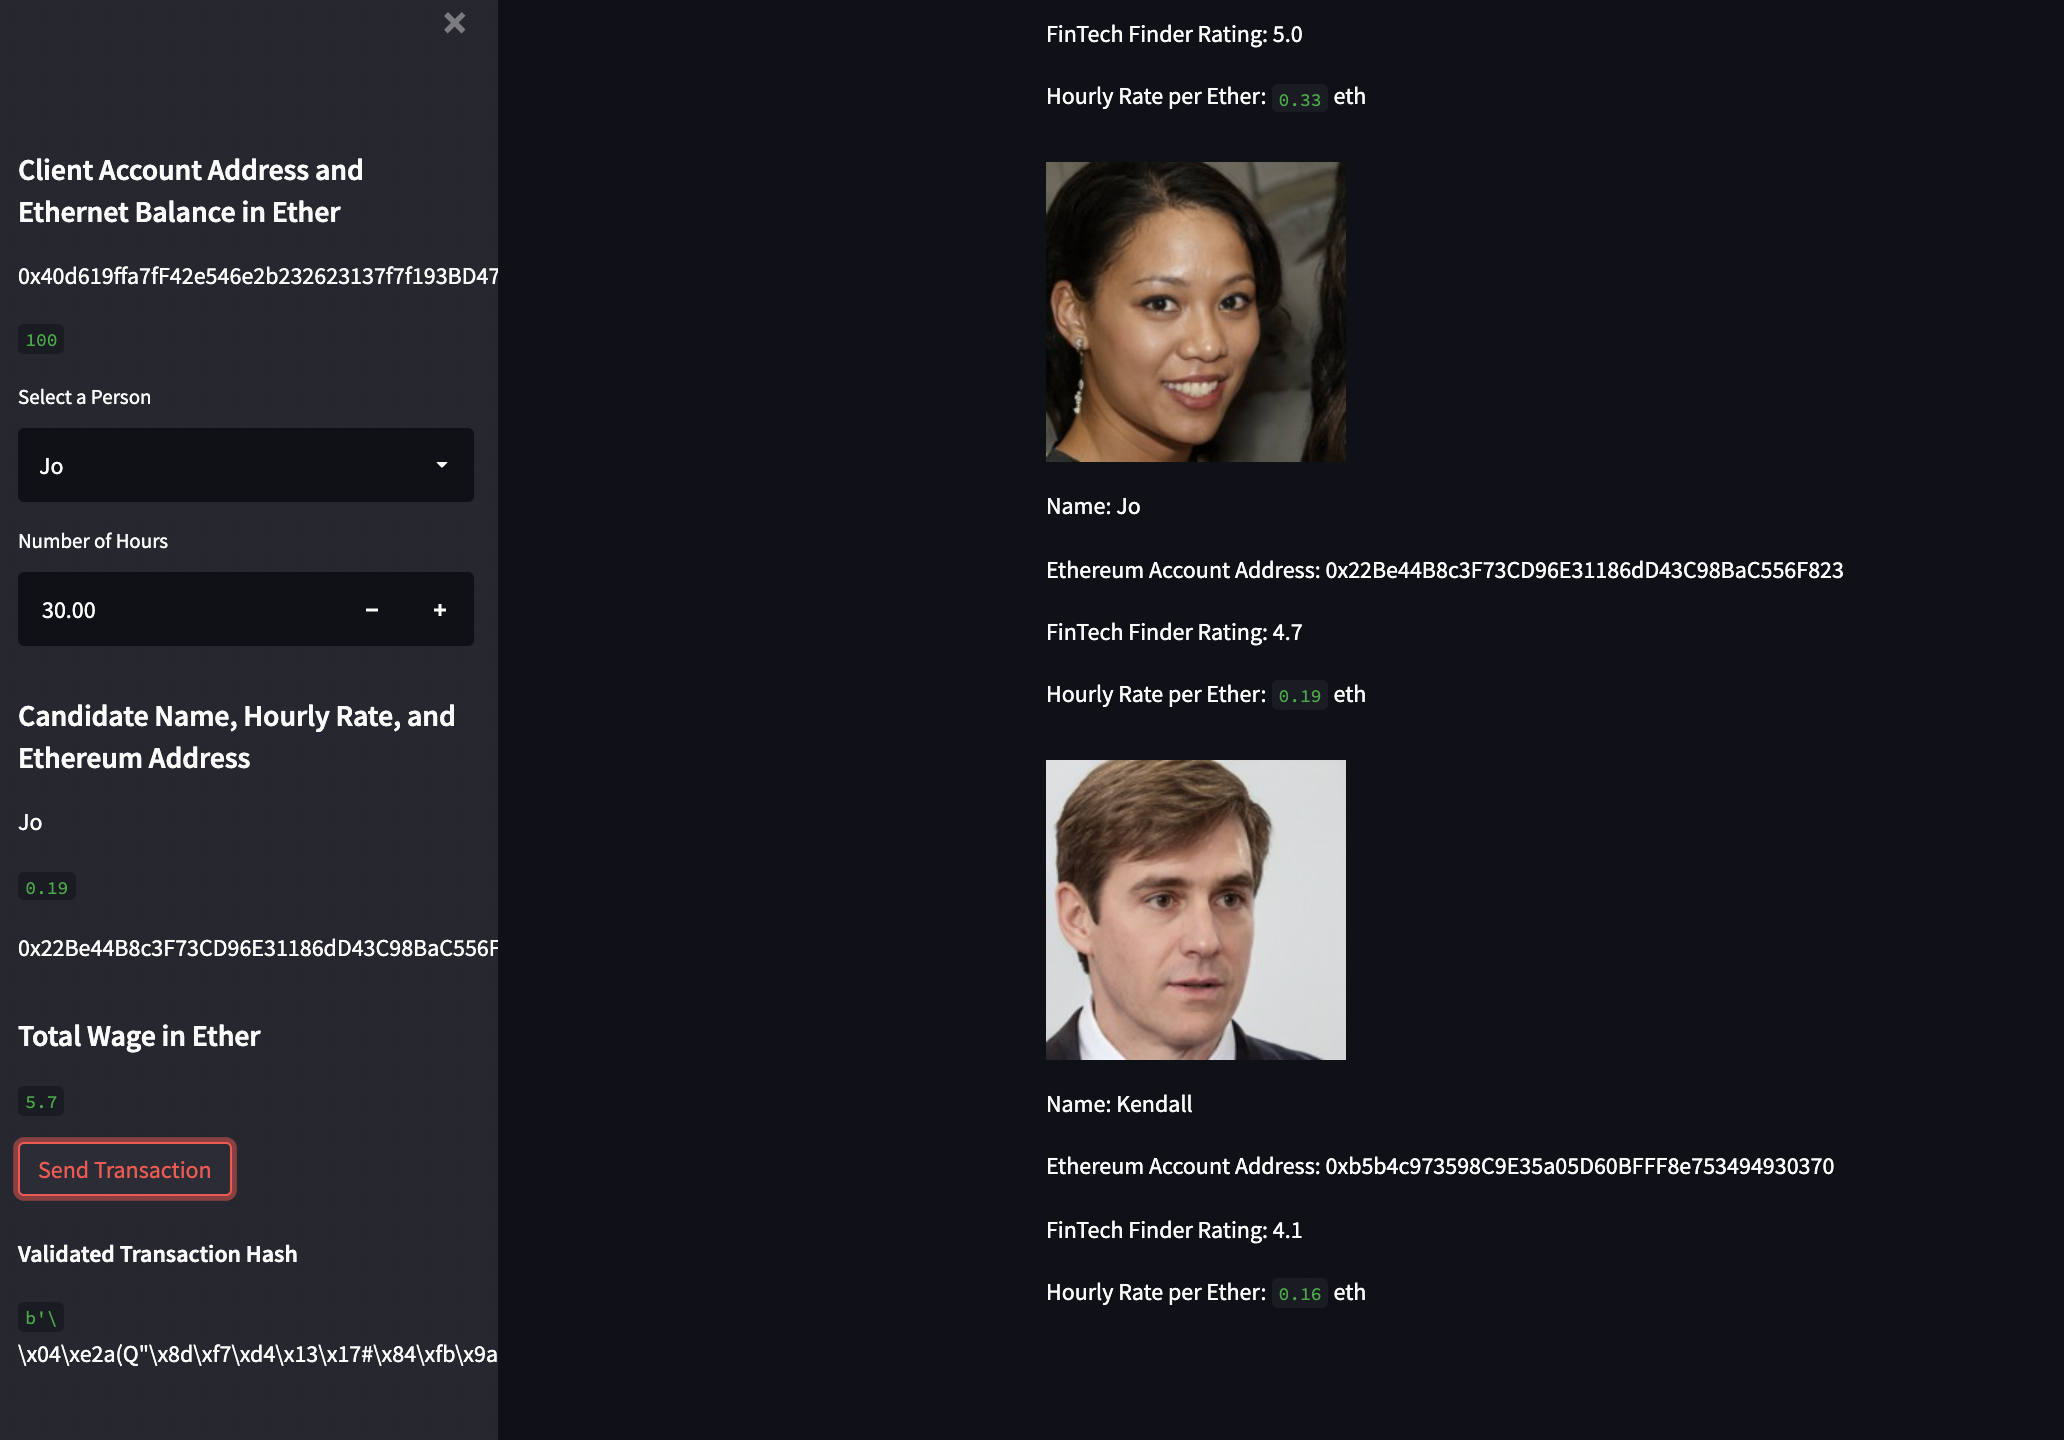 Client Account Address and
Ethernet Balance in Ether
0x40d619ffa7fF42e546e2b232623137f7f193BD47
100
Select a Person
Jo
Number of Hours
30.00
Candidate Name, Hourly Rate, and
Ethereum Address
Jo
0.19
0x22Be44B8c3F73CD96E31186dD43C98BaC556F
Total Wage in Ether
5.7
Send Transaction
Validated Transaction Hash
b'\
\x04\xe2a(Q"\x8d\xf7\xd4\x13\x17#\x84\xfb\x9a
FinTech Finder Rating: 5.0
Hourly Rate per Ether: 0.33 eth
Name: Jo
Ethereum Account Address: 0x22Be44B8c3F73CD96E31186dD43C98BaC556F823
FinTech Finder Rating: 4.7
Hourly Rate per Ether: 0.19 eth
Name: Kendall
Ethereum Account Address: 0xb5b4c973598C9E35a05D60BFFF8e753494930370
FinTech Finder Rating: 4.1
Hourly Rate per Ether: 0.16 eth